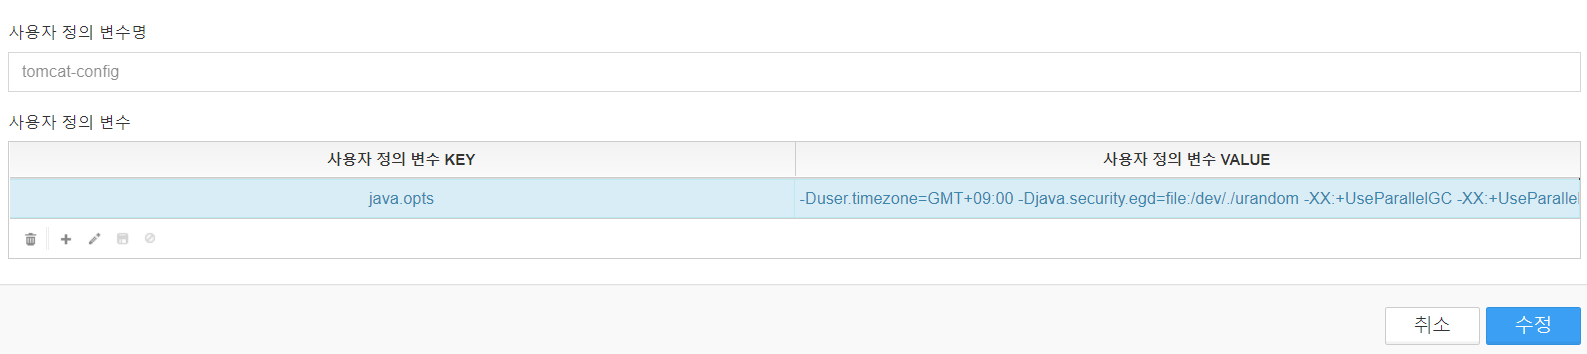 사용자 정의 변수명
tomcat-config
사용자 정의 변수
사용자 정의 변수 KEY 사용자 정의 변수 VALUE
java.opts -Duser.timezone=GMT+09:00 -Djava.security.egd=file:/dev/./urandom -XX:+UseParallelGC -XX:+UseParallel
취소 수정